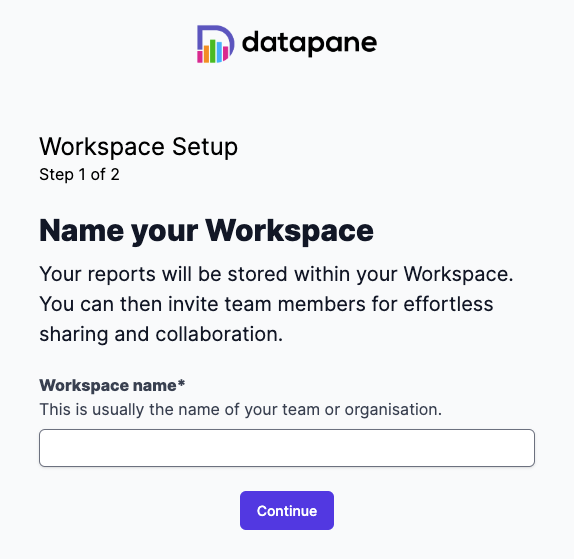 datapane
Workspace Setup
Step 1 of 2
Name your Workspace
Your reports will be stored within your Workspace.
You can then invite team members for effortless
sharing and collaboration.
Workspace name*
This is usually the name of your team or organisation.
Continue